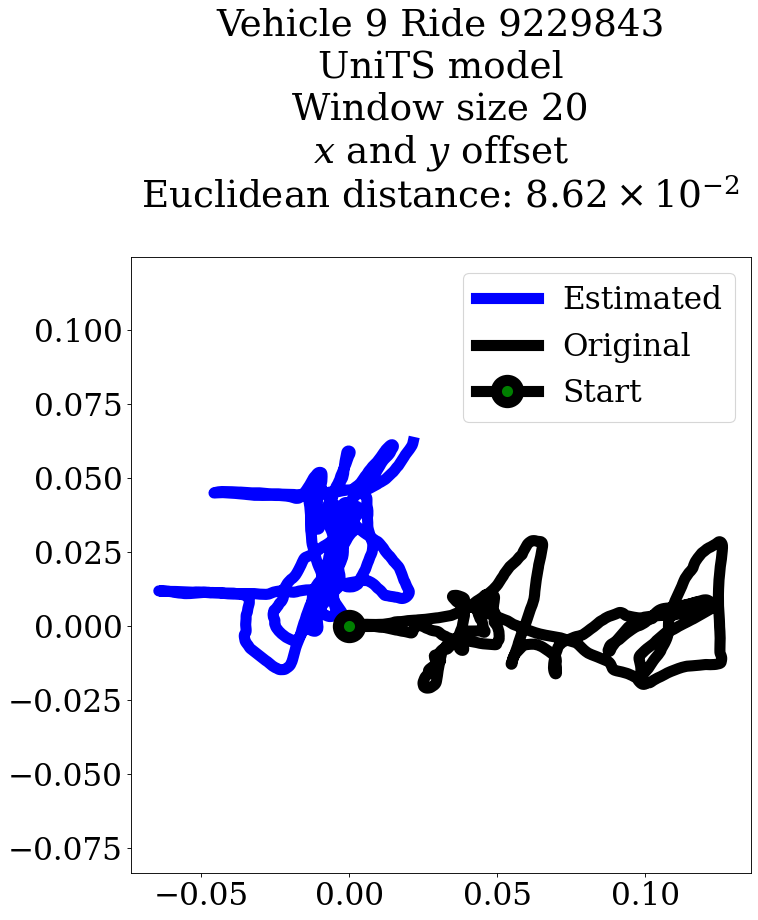 Vehicle 9 Ride 9229843
UniTS model
Window size 20
x and y offset
Euclidean distance: 8.62 × 10⁻²
Estimated
Original
Start
0.100
0.075
0.050
0.025
0.000
−0.025
−0.050
−0.075
−0.05 0.00 0.05 0.10